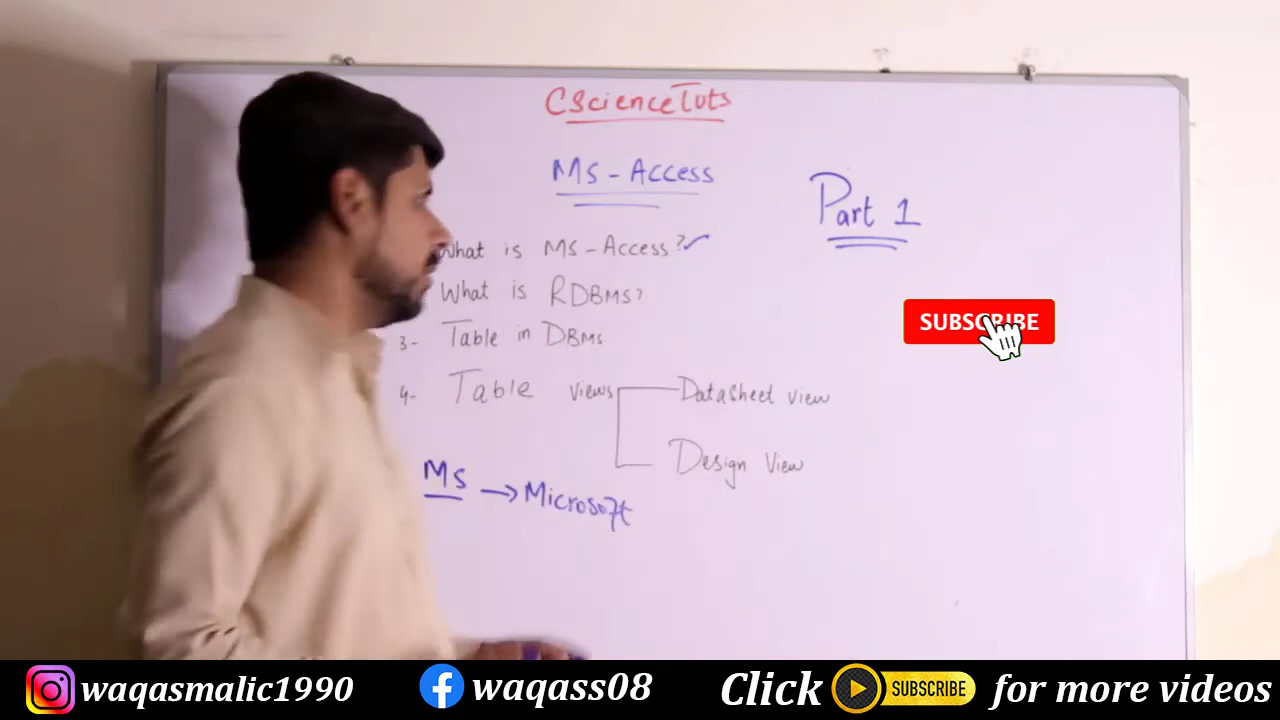 CScienceTuts
MS-Access
Part 1
What is MS-Access?
What is RDBMS?
3- Table in DBMS
4- Table views
Datasheet view
Design View
MS → Microsoft
SUBSCRIBE
waqasmalic1990
waqass08
Click SUBSCRIBE for more videos